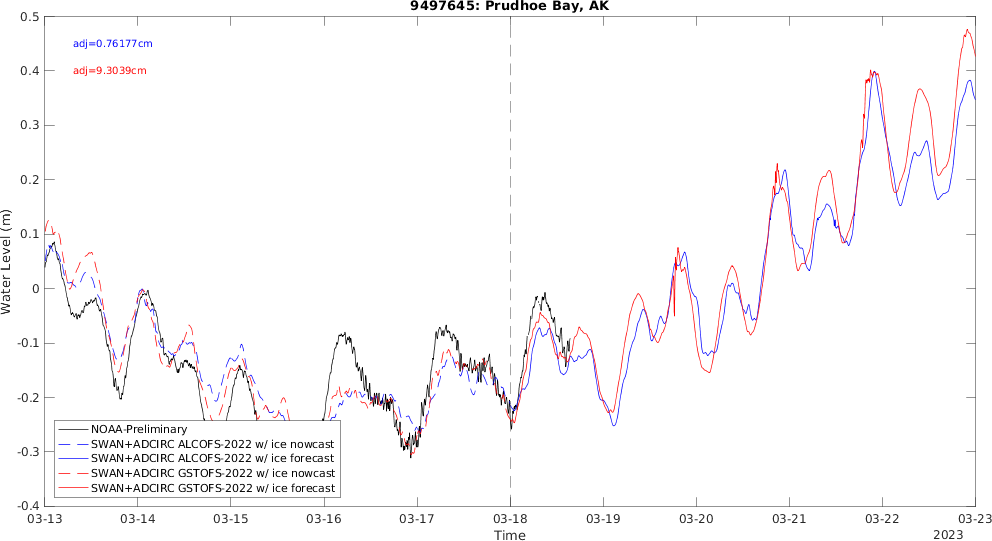 9497645: Prudhoe Bay, AK
adj=0.76177cm
adj=9.3039cm
0.5
0.4
0.3
0.2
0.1
0
-0.1
-0.2
-0.3
-0.4
Water Level (m)
NOAA-Preliminary
SWAN+ADCIRC ALCOFS-2022 w/ ice nowcast
SWAN+ADCIRC ALCOFS-2022 w/ ice forecast
SWAN+ADCIRC GSTOFS-2022 w/ ice nowcast
SWAN+ADCIRC GSTOFS-2022 w/ ice forecast
03-13 03-14 03-15 03-16 03-17 03-18 03-19 03-20 03-21 03-22 03-23
Time
2023